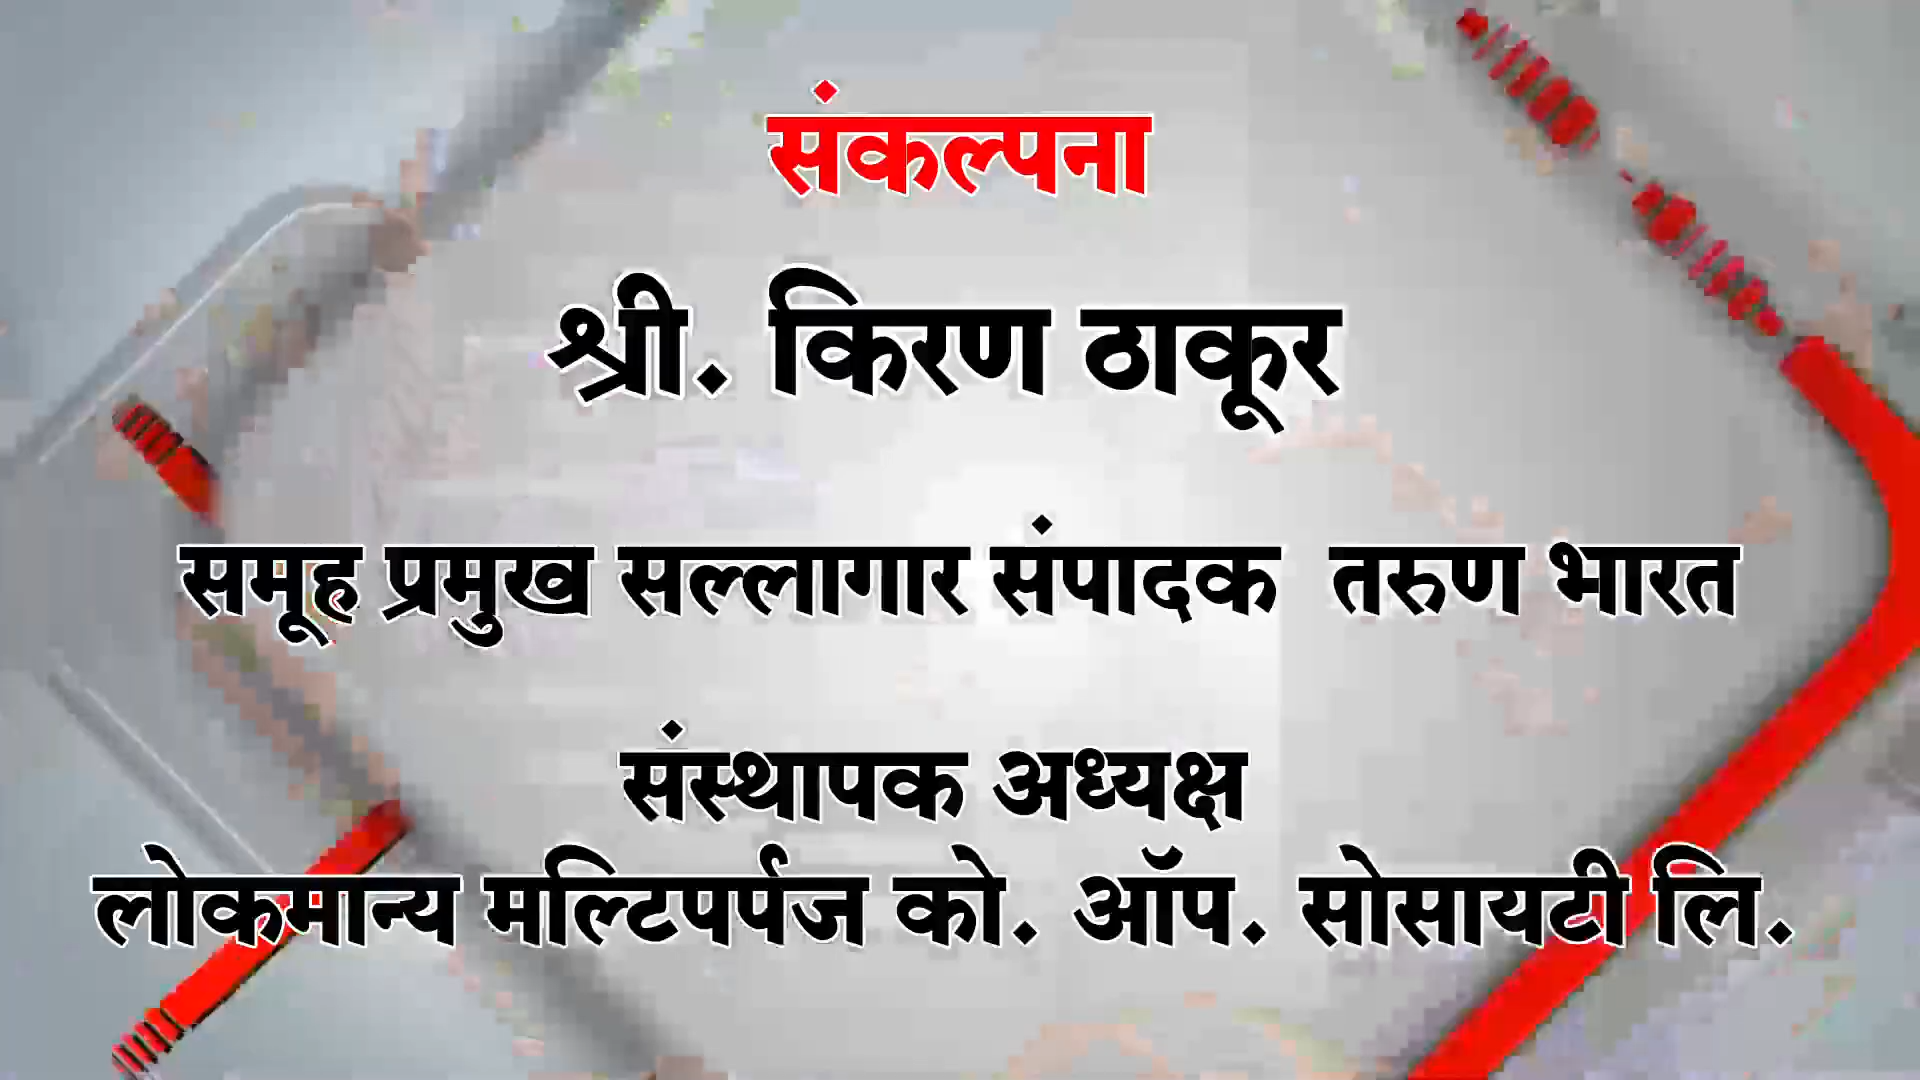 संकल्पना
श्री. किरण ठाकूर
समूह प्रमुख सल्लागार संपादक तरुण भारत
संस्थापक अध्यक्ष
लोकमान्य मल्टिपर्पज को. ऑप. सोसायटी लि.